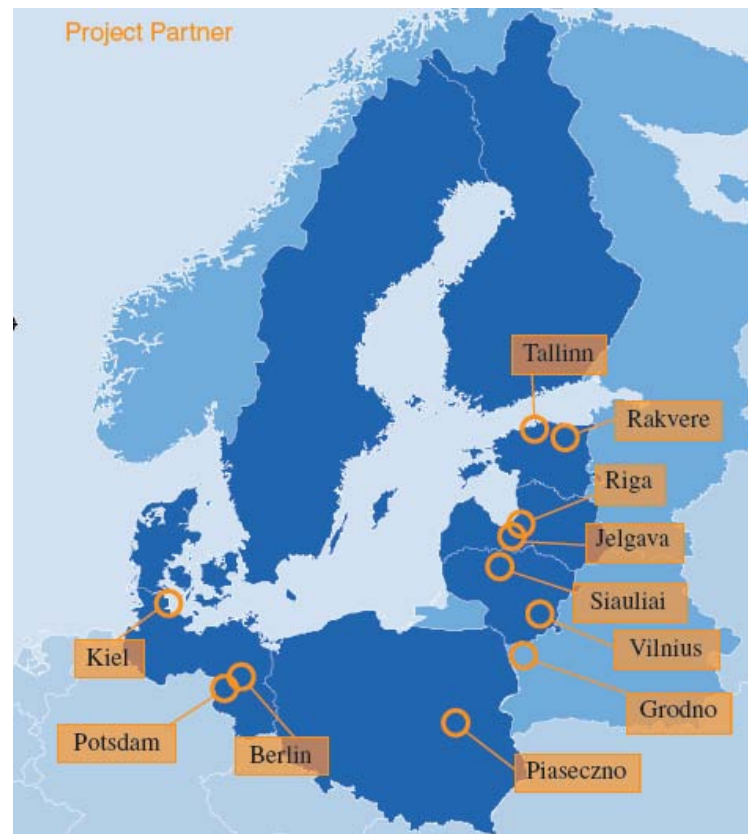 Project Partner
Tallinn
Rakvere
Riga
Jelgava
Siauliai
Vilnius
Kiel
Grodno
Potsdam
Berlin
Piaseczno